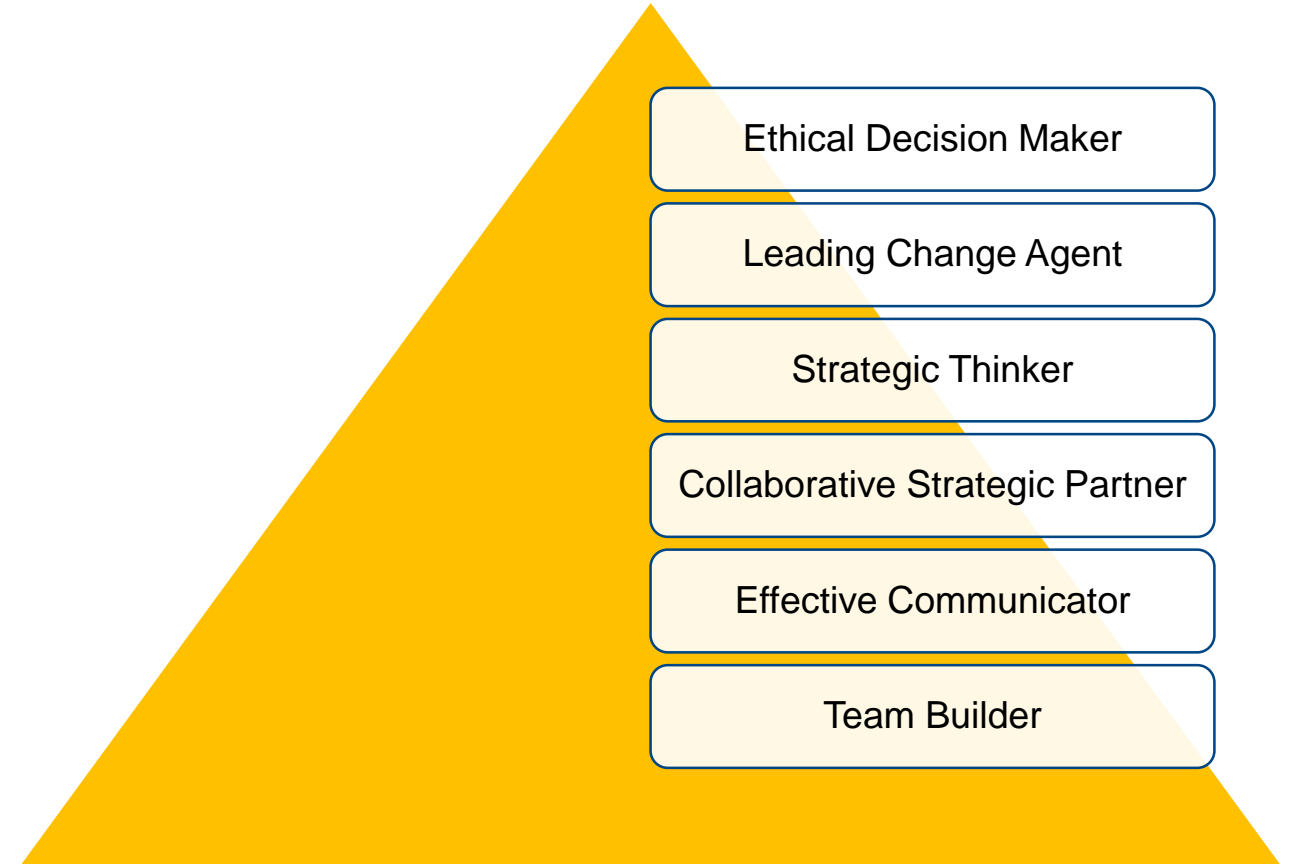 Ethical Decision Maker
Leading Change Agent
Strategic Thinker
Collaborative Strategic Partner
Effective Communicator
Team Builder